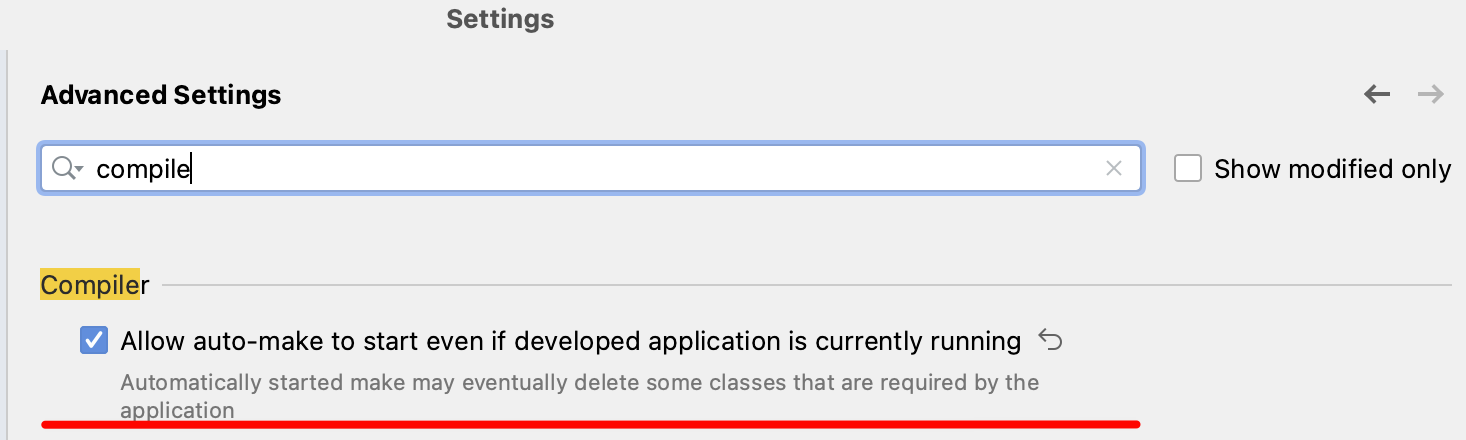 Settings
Advanced Settings
compile
Show modified only
Compiler
Allow auto-make to start even if developed application is currently running
Automatically started make may eventually delete some classes that are required by the
application